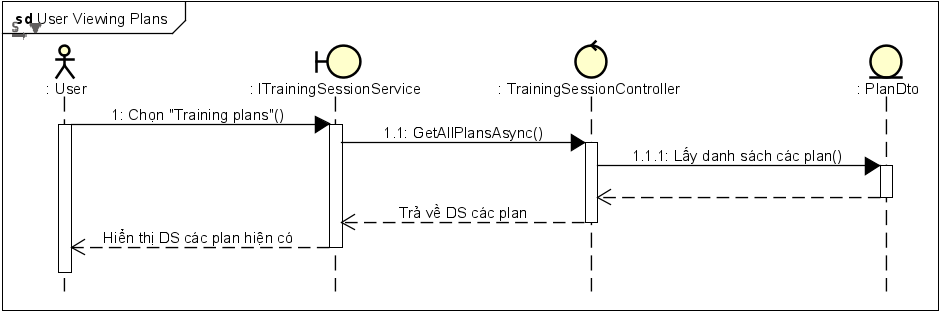 sd User Viewing Plans
: User
: ITrainingSessionService
: TrainingSessionController
: PlanDto
1: Chọn "Training plans"()
1.1: GetAllPlansAsync()
1.1.1: Lấy danh sách các plan()
Trả về DS các plan
Hiển thị DS các plan hiện có